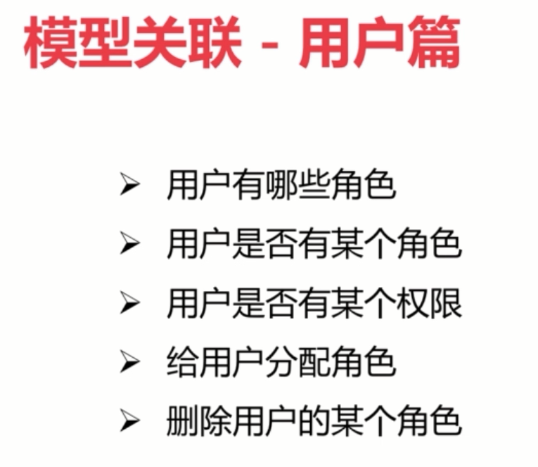 模型关联 - 用户篇
➢ 用户有哪些角色
➢ 用户是否有某个角色
➢ 用户是否有某个权限
➢ 给用户分配角色
➢ 删除用户的某个角色